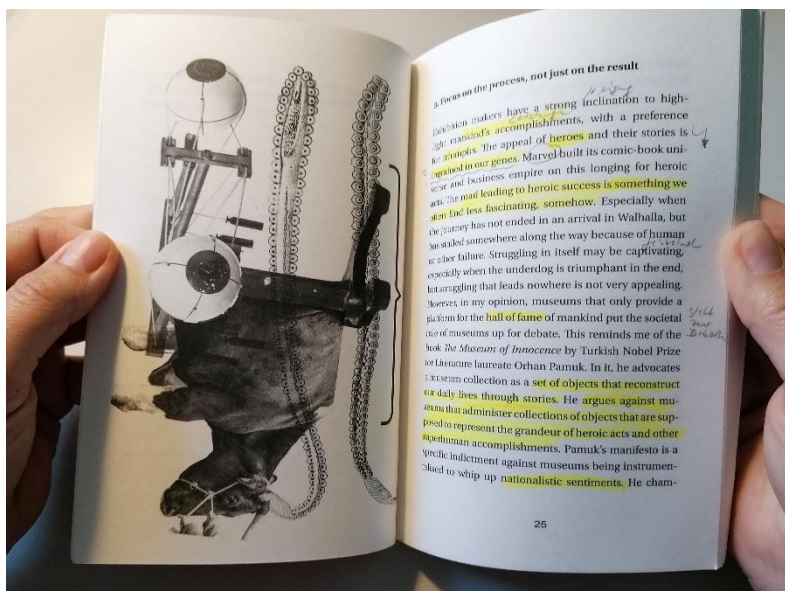 Focus on the process, not just on the result
Exhibition makers have a strong inclination to high-
light mankind's accomplishments, with a preference
for triumphs. The appeal of heroes and their stories is
ingrained in our genes. Marvel built its comic-book uni-
verse and business empire on this longing for heroic
acts. The road leading to heroic success is something we
often find less fascinating, somehow. Especially when
the journey has not ended in an arrival in Walhalla, but
has stalled somewhere along the way because of human
or other failure. Struggling in itself may be captivating,
especially when the underdog is triumphant in the end,
but struggling that leads nowhere is not very appealing.
However, in my opinion, museums that only provide a
platform for the hall of fame of mankind put the societal
role of museums up for debate. This reminds me of the
book The Museum of Innocence by Turkish Nobel Prize
for Literature laureate Orhan Pamuk. In it, he advocates
a museum collection as a set of objects that reconstruct
our daily lives through stories. He argues against mu-
seums that administer collections of objects that are sup-
posed to represent the grandeur of heroic acts and other
superhuman accomplishments. Pamuk's manifesto is a
specific indictment against museums being instrumen-
talised to whip up nationalistic sentiments. He cham-
25